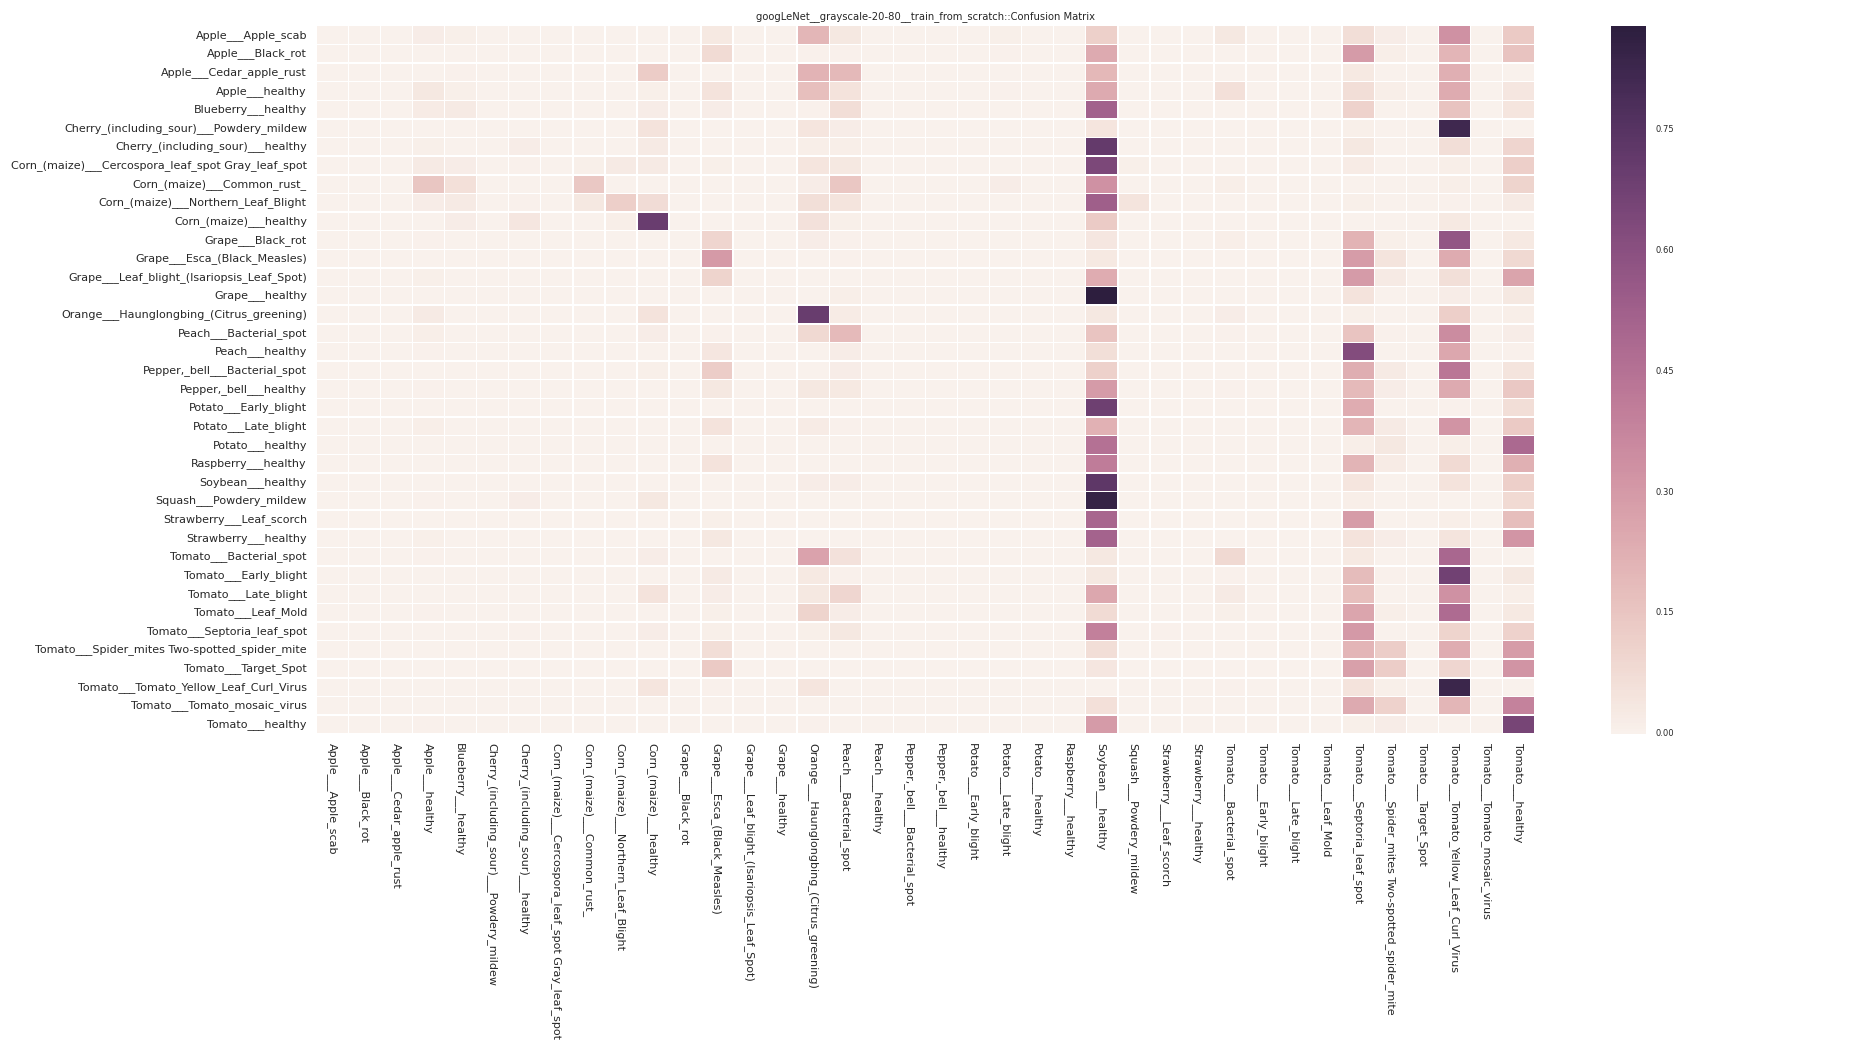 googLeNet__grayscale-20-80__train_from_scratch::Confusion Matrix
Apple___Apple_scab
Apple___Black_rot
Apple___Cedar_apple_rust
Apple___healthy
Blueberry___healthy
Cherry_(including_sour)___Powdery_mildew
Cherry_(including_sour)___healthy
Corn_(maize)___Cercospora_leaf_spot Gray_leaf_spot
Corn_(maize)___Common_rust_
Corn_(maize)___Northern_Leaf_Blight
Corn_(maize)___healthy
Grape___Black_rot
Grape___Esca_(Black_Measles)
Grape___Leaf_blight_(Isariopsis_Leaf_Spot)
Grape___healthy
Orange___Haunglongbing_(Citrus_greening)
Peach___Bacterial_spot
Peach___healthy
Pepper,_bell___Bacterial_spot
Pepper,_bell___healthy
Potato___Early_blight
Potato___Late_blight
Potato___healthy
Raspberry___healthy
Soybean___healthy
Squash___Powdery_mildew
Strawberry___Leaf_scorch
Strawberry___healthy
Tomato___Bacterial_spot
Tomato___Early_blight
Tomato___Late_blight
Tomato___Leaf_Mold
Tomato___Septoria_leaf_spot
Tomato___Spider_mites Two-spotted_spider_mite
Tomato___Target_Spot
Tomato___Tomato_Yellow_Leaf_Curl_Virus
Tomato___Tomato_mosaic_virus
Tomato___healthy
Apple___Apple_scab
Apple___Black_rot
Apple___Cedar_apple_rust
Apple___healthy
Blueberry___healthy
Cherry_(including_sour)___Powdery_mildew
Cherry_(including_sour)___healthy
Corn_(maize)___Cercospora_leaf_spot Gray_leaf_spot
Corn_(maize)___Common_rust_
Corn_(maize)___Northern_Leaf_Blight
Corn_(maize)___healthy
Grape___Black_rot
Grape___Esca_(Black_Measles)
Grape___Leaf_blight_(Isariopsis_Leaf_Spot)
Grape___healthy
Orange___Haunglongbing_(Citrus_greening)
Peach___Bacterial_spot
Peach___healthy
Pepper,_bell___Bacterial_spot
Pepper,_bell___healthy
Potato___Early_blight
Potato___Late_blight
Potato___healthy
Raspberry___healthy
Soybean___healthy
Squash___Powdery_mildew
Strawberry___Leaf_scorch
Strawberry___healthy
Tomato___Bacterial_spot
Tomato___Early_blight
Tomato___Late_blight
Tomato___Leaf_Mold
Tomato___Septoria_leaf_spot
Tomato___Spider_mites Two-spotted_spider_mite
Tomato___Target_Spot
Tomato___Tomato_Yellow_Leaf_Curl_Virus
Tomato___Tomato_mosaic_virus
Tomato___healthy
0.75
0.60
0.45
0.30
0.15
0.00